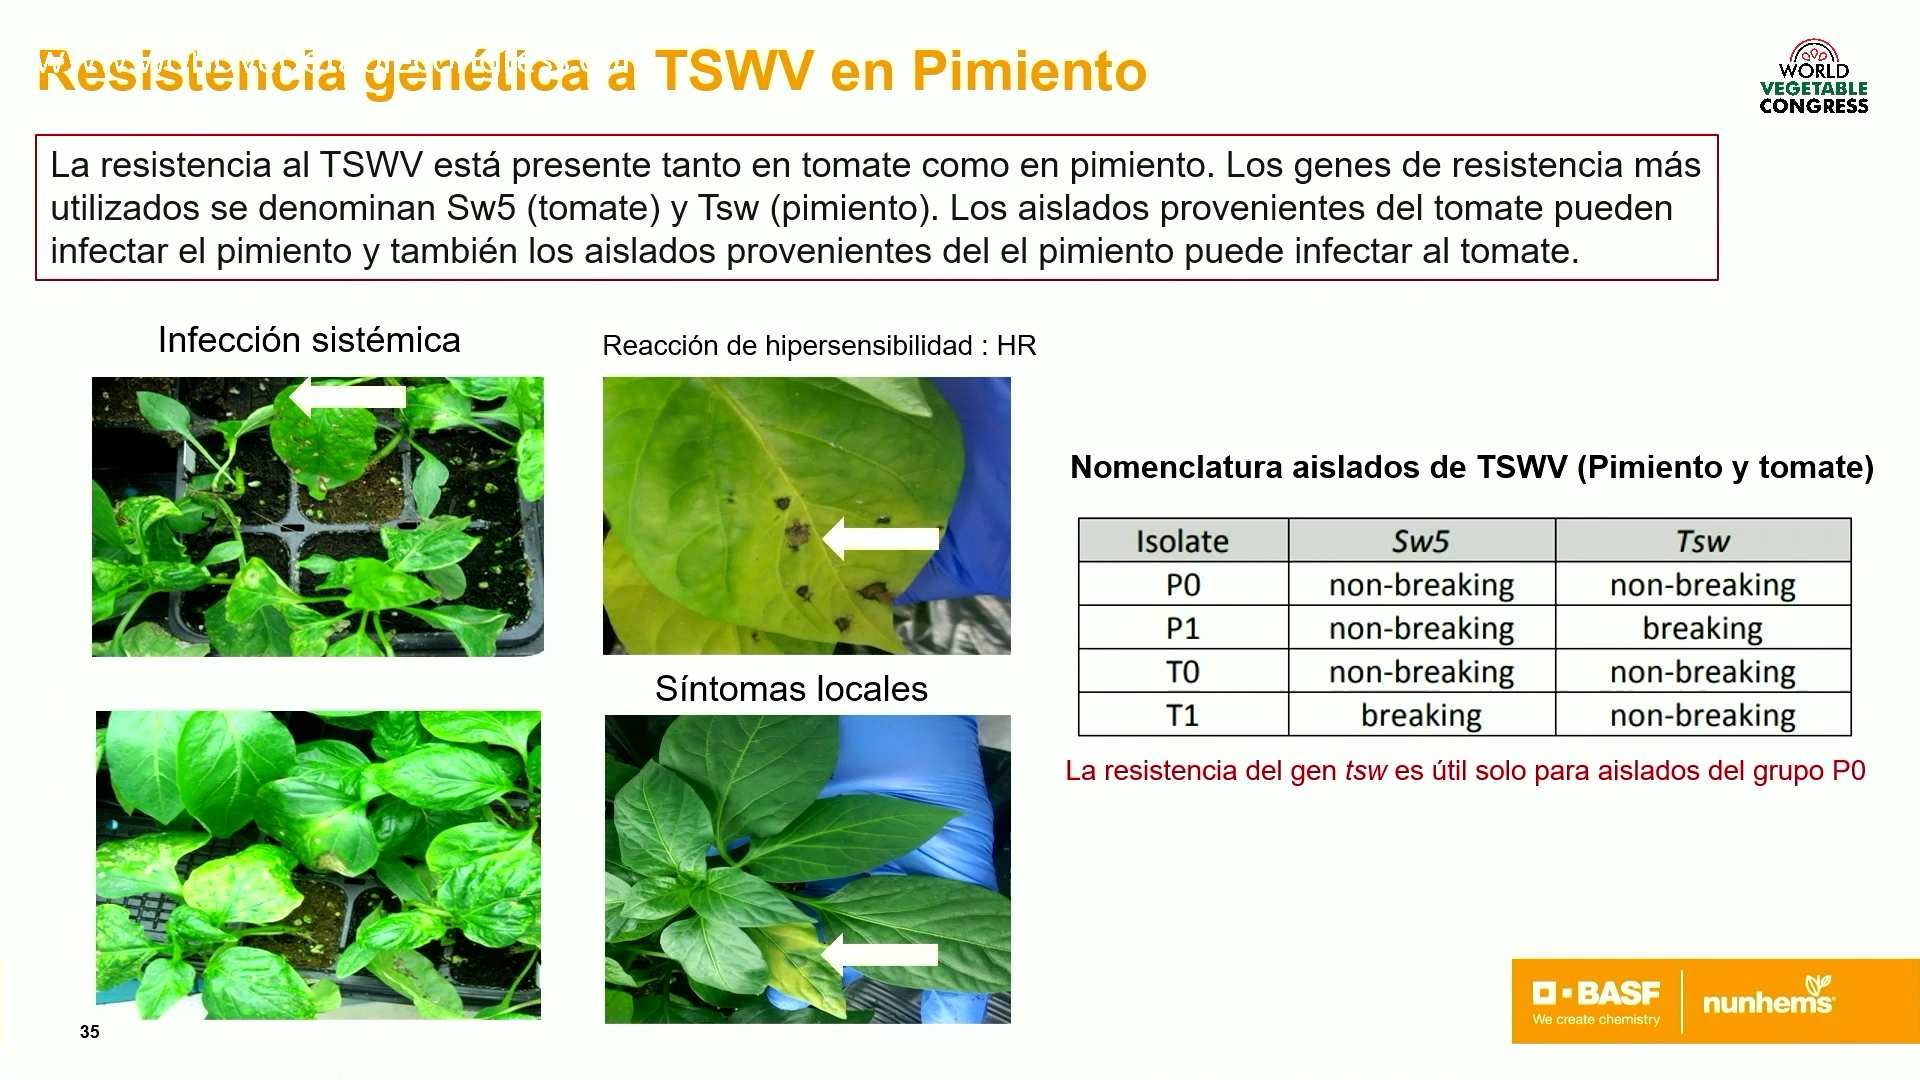 Resistencia genética a TSWV en Pimiento
WORLD
VEGETABLE
CONGRESS
La resistencia al TSWV está presente tanto en tomate como en pimiento. Los genes de resistencia más
utilizados se denominan Sw5 (tomate) y Tsw (pimiento). Los aislados provenientes del tomate pueden
infectar el pimiento y también los aislados provenientes del el pimiento puede infectar al tomate.
Infección sistémica
Reacción de hipersensibilidad : HR
Síntomas locales
Nomenclatura aislados de TSWV (Pimiento y tomate)
Isolate Sw5 Tsw
P0 non-breaking non-breaking
P1 non-breaking breaking
T0 non-breaking non-breaking
T1 breaking non-breaking
La resistencia del gen tsw es útil solo para aislados del grupo P0
35
BASF
We create chemistry
nunhems